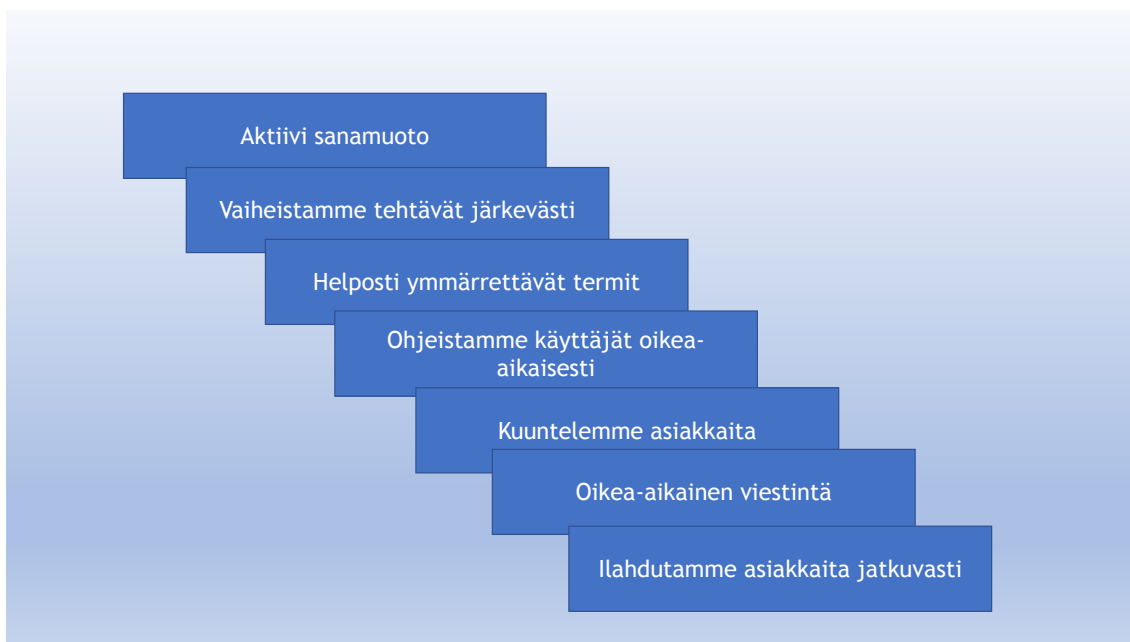 Aktiivi sanamuoto
Vaiheistamme tehtävät järkevästi
Helposti ymmärrettävät termit
Ohjeistamme käyttäjät oikea-
aikaisesti
Kuuntelemme asiakkaita
Oikea-aikainen viestintä
Ilahdutamme asiakkaita jatkuvasti